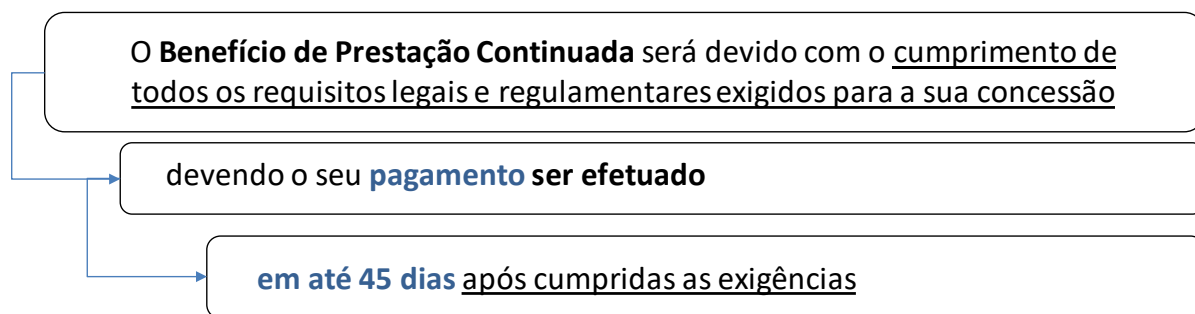 O Benefício de Prestação Continuada será devido com o cumprimento de
todos os requisitos legais e regulamentares exigidos para a sua concessão
devendo o seu pagamento ser efetuado
em até 45 dias após cumpridas as exigências